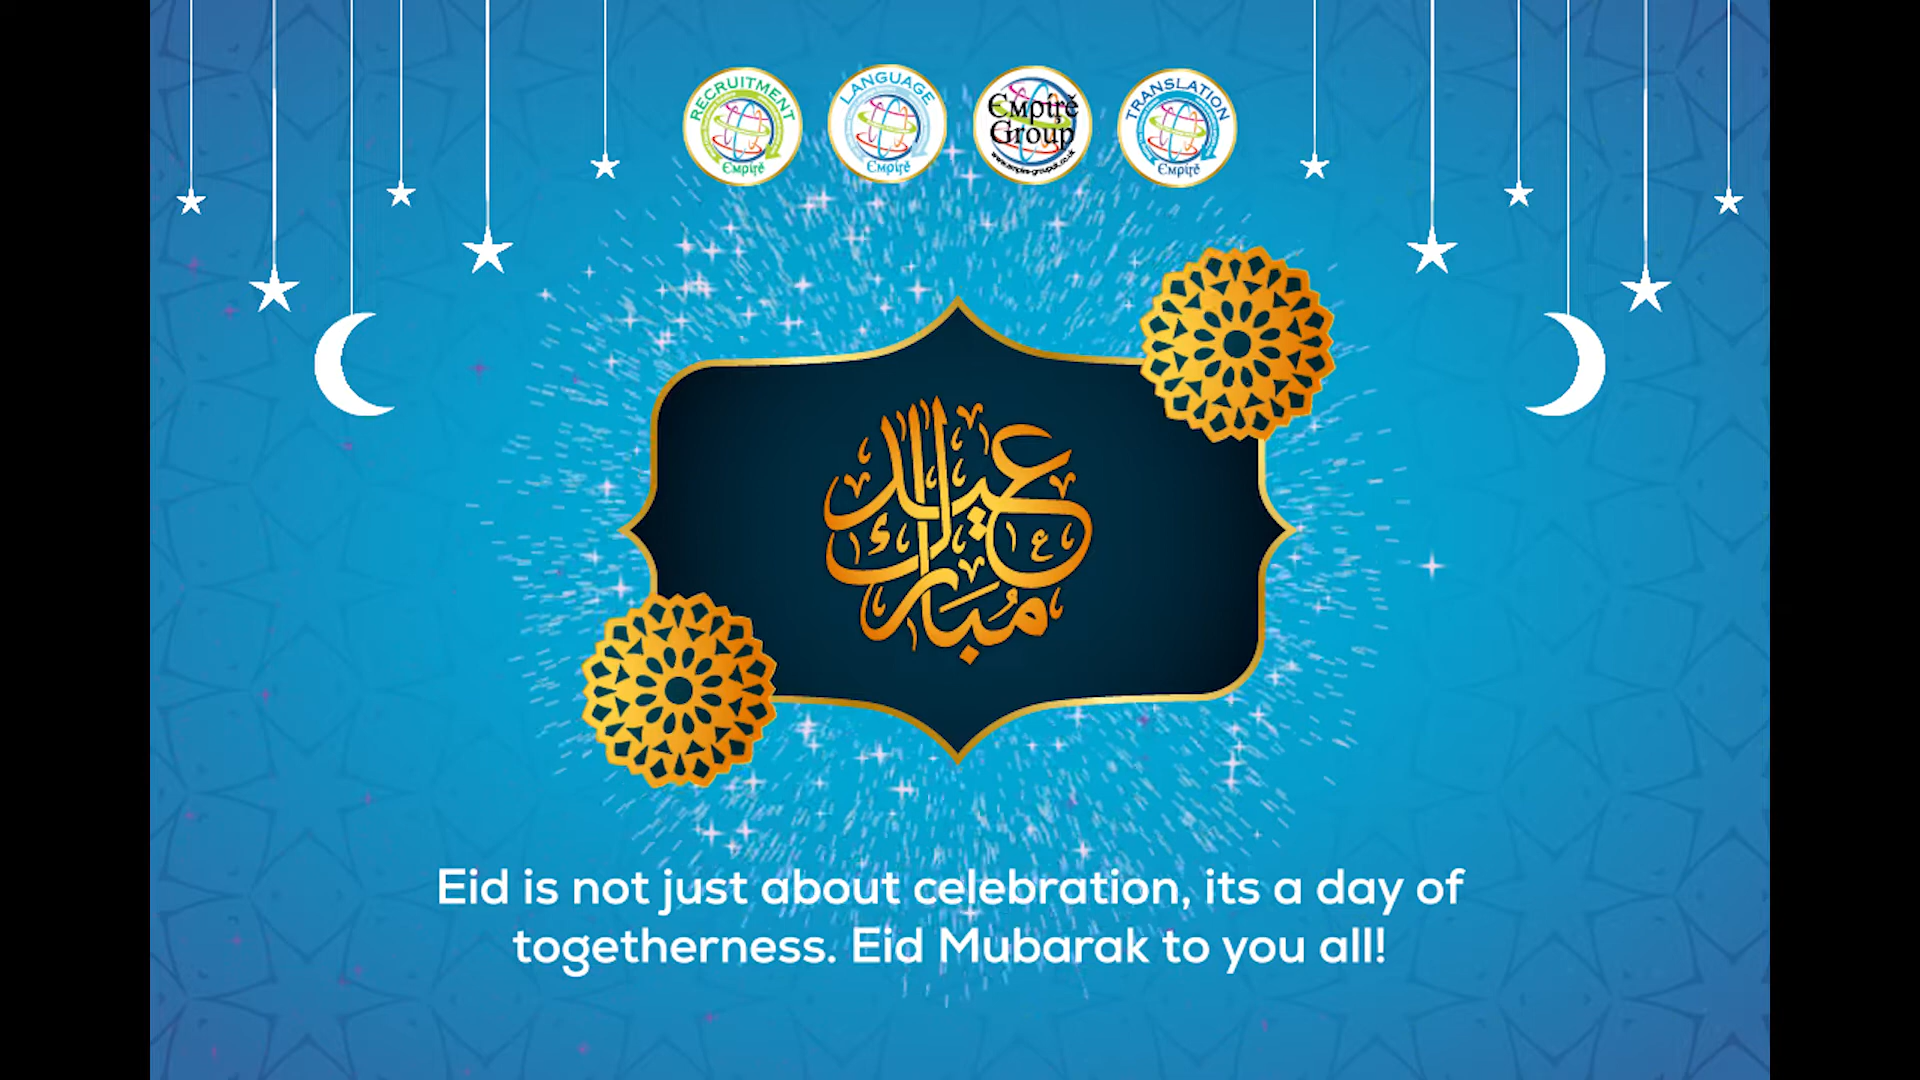 RECRUITMENT
Empire
LANGUAGE
Empire
Empire
Group
TRANSLATION
Empire
عيد
مُبَارك
Eid is not just about celebration, its a day of
togetherness. Eid Mubarak to you all!